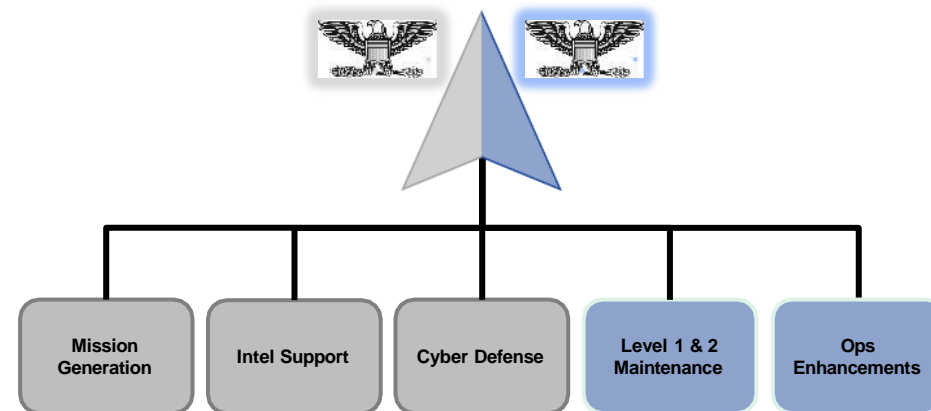 Mission
Generation
Intel Support
Cyber Defense
Level 1 & 2
Maintenance
Ops
Enhancements